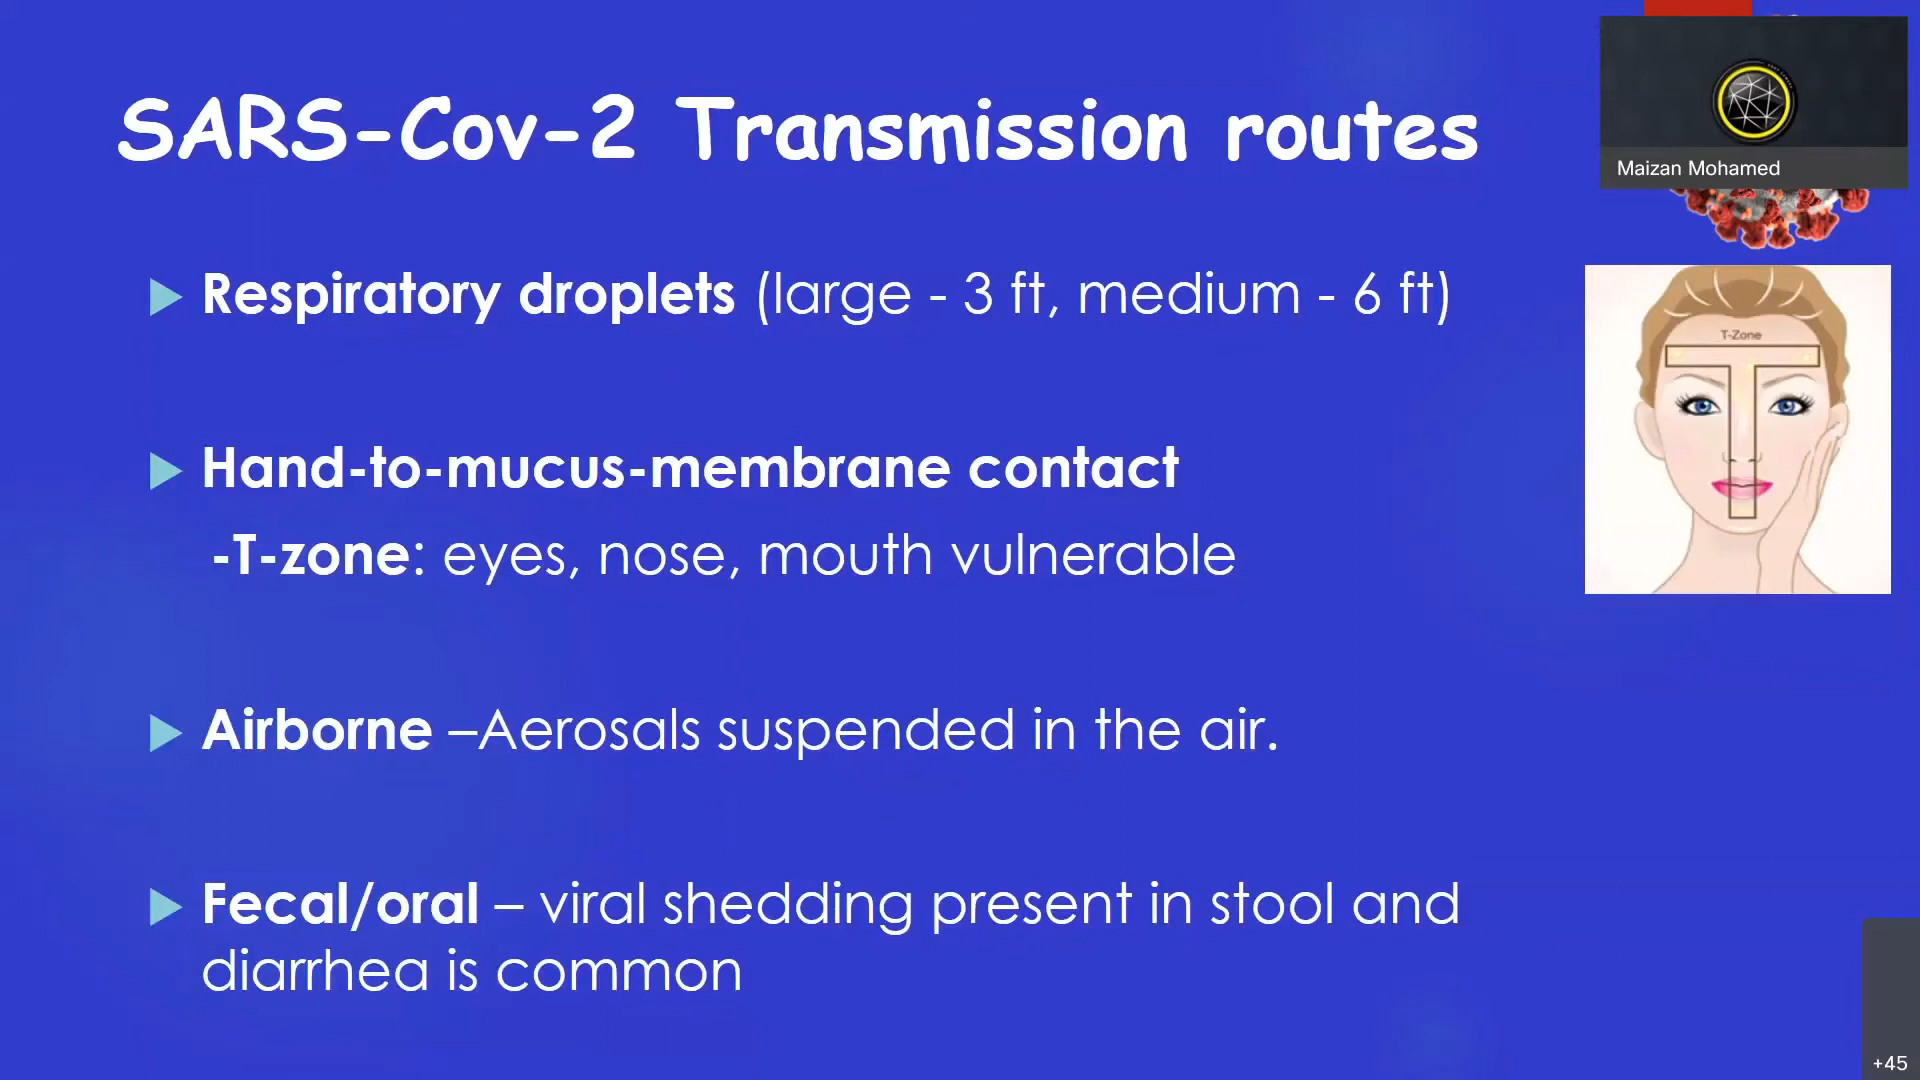 SARS-Cov-2 Transmission routes
Maizan Mohamed
Respiratory droplets (large - 3 ft, medium - 6 ft)
T-Zone
Hand-to-mucus-membrane contact
-T-zone: eyes, nose, mouth vulnerable
Airborne –Aerosals suspended in the air.
Fecal/oral – viral shedding present in stool and
diarrhea is common
+45